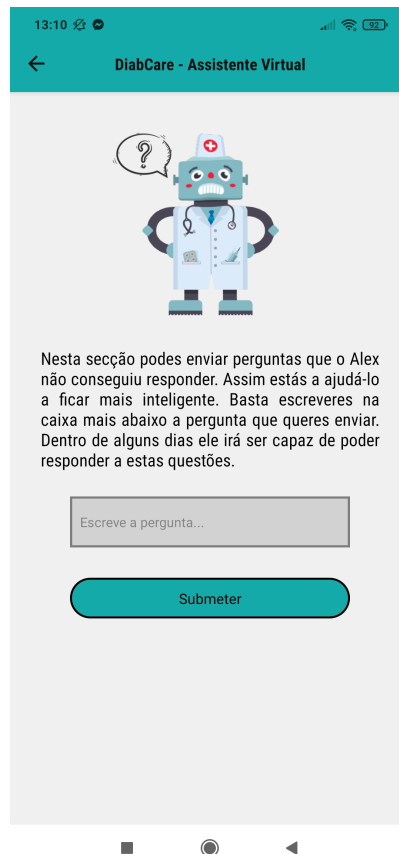 13:10
92
DiabCare - Assistente Virtual
?
Nesta secção podes enviar perguntas que o Alex
não conseguiu responder. Assim estás a ajudá-lo
a ficar mais inteligente. Basta escreveres na
caixa mais abaixo a pergunta que queres enviar.
Dentro de alguns dias ele irá ser capaz de poder
responder a estas questões.
Escreve a pergunta...
Submeter